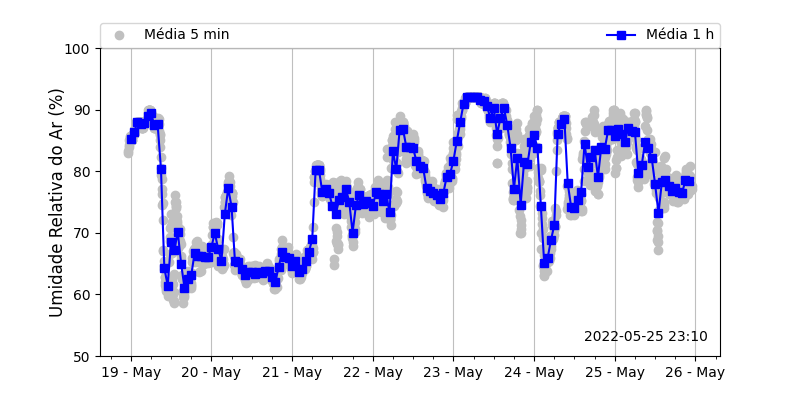 Média 5 min
Média 1 h
Umidade Relativa do Ar (%)
100
90
80
70
60
50
2022-05-25 23:10
19 - May
20 - May
21 - May
22 - May
23 - May
24 - May
25 - May
26 - May